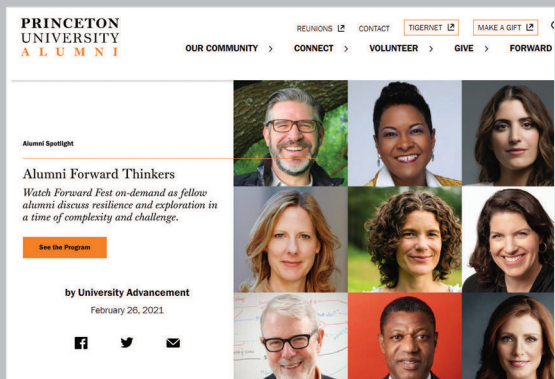 PRINCETON
UNIVERSITY
ALUMNI
REUNIONS CONTACT TIGERNET MAKE A GIFT
OUR COMMUNITY > CONNECT > VOLUNTEER > GIVE > FORWARD
Alumni Spotlight
Alumni Forward Thinkers
Watch Forward Fest on-demand as fellow
alumni discuss resilience and exploration in
a time of complexity and challenge.
See the Program
by University Advancement
February 26, 2021